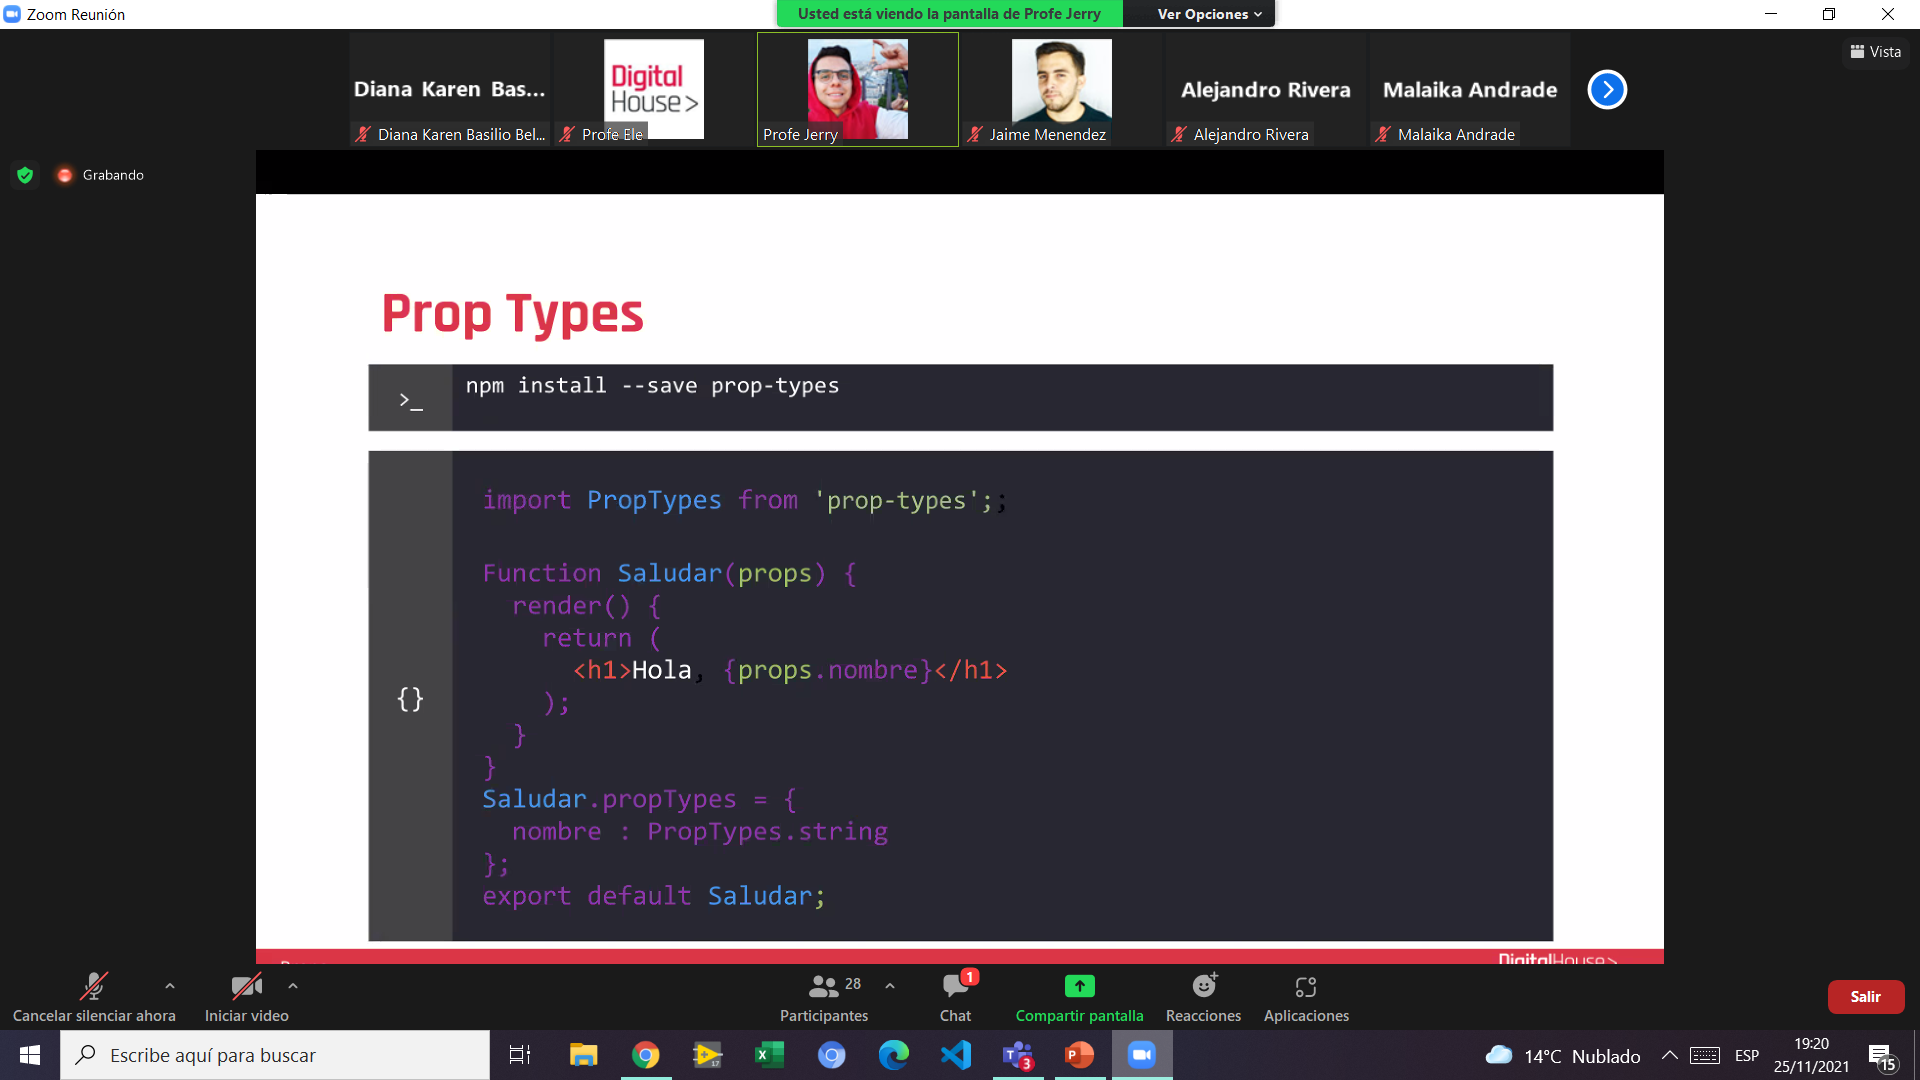 Zoom Reunión
Usted está viendo la pantalla de Profe Jerry
Ver Opciones
Vista
Diana Karen Bas...
Digital
House>
Alejandro Rivera
Malaika Andrade
Diana Karen Basilio Bel...
Profe Ele
Profe Jerry
Jaime Menendez
Alejandro Rivera
Malaika Andrade
Grabando
Prop Types
>_
npm install --save prop-types
{}
import PropTypes from 'prop-types';;
Function Saludar(props) {
render() {
return (
<h1>Hola, {props.nombre}</h1>
);
}
}
Saludar.propTypes = {
nombre : PropTypes.string
};
export default Saludar;
DigitalHouse>
28
1
Cancelar silenciar ahora
Iniciar video
Participantes
Chat
Compartir pantalla
Reacciones
Aplicaciones
Salir
Escribe aquí para buscar
17
3
14°C Nublado
ESP
19:20
25/11/2021
15